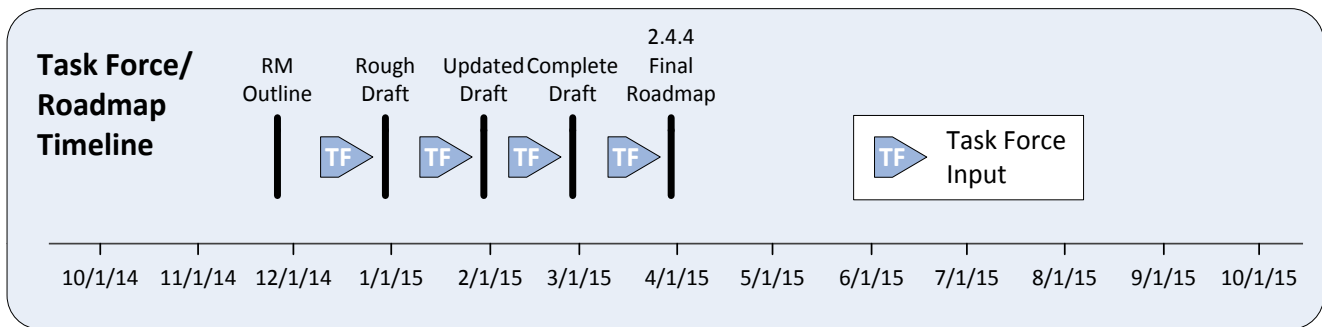 Task Force/
Roadmap
Timeline
RM
Outline
Rough
Draft
Updated
Draft
Complete
Draft
2.4.4
Final
Roadmap
TF
TF
TF
TF
TF
Task Force
Input
10/1/14
11/1/14
12/1/14
1/1/15
2/1/15
3/1/15
4/1/15
5/1/15
6/1/15
7/1/15
8/1/15
9/1/15
10/1/15